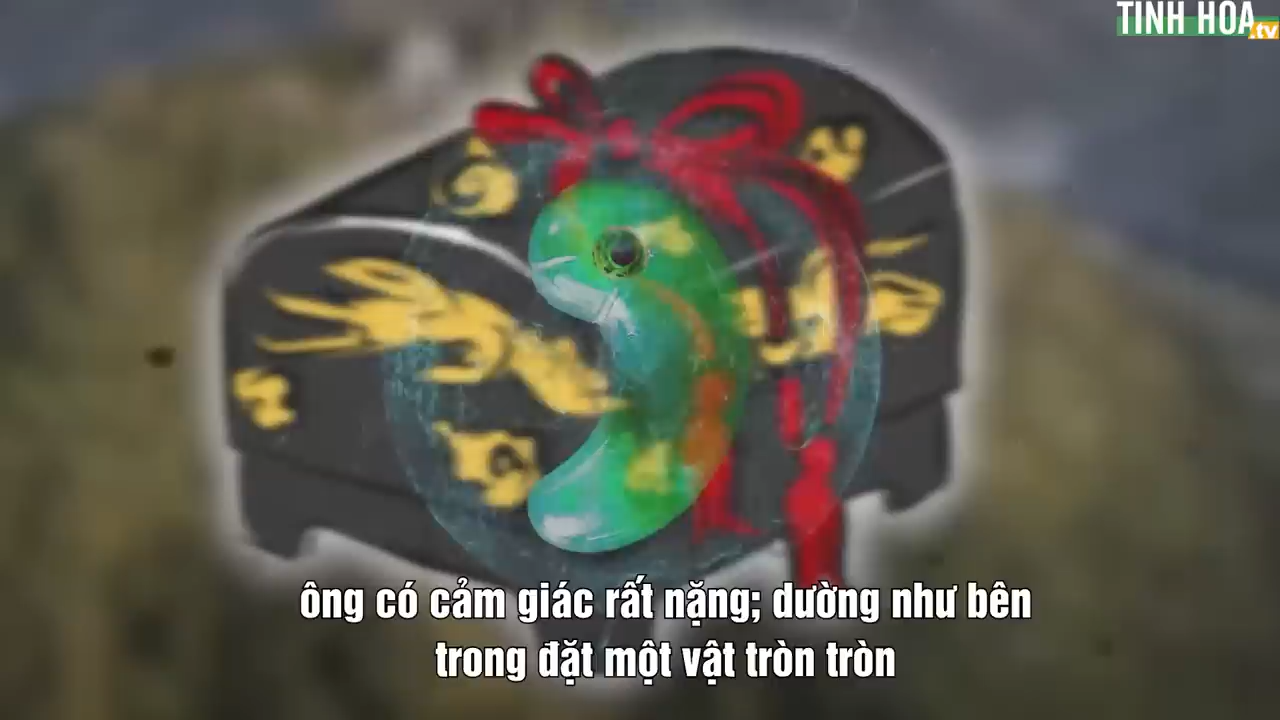 TINH HOA
.tv
ông có cảm giác rất nặng; dường như bên
trong đặt một vật tròn tròn